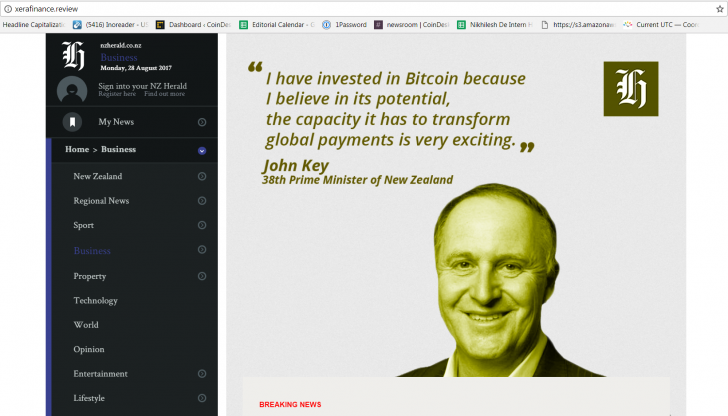 xerafinance.review
Headline Capitalizatio
(5416) Inoreader - U
Dashboard ‹ CoinDes
Editorial Calendar - G
1Password
newsroom | CoinDesk
Nikhilesh De Intern H
https://s3.amazonaw
Current UTC — Coor
nzherald.co.nz
Business
Monday, 28 August 2017
Sign into your NZ Herald
Register here
Find out more
My News
Home > Business
New Zealand
Regional News
Sport
Business
Property
Technology
World
Opinion
Entertainment
Lifestyle
“I have invested in Bitcoin because
I believe in its potential,
the capacity it has to transform
global payments is very exciting.”
John Key
38th Prime Minister of New Zealand
BREAKING NEWS